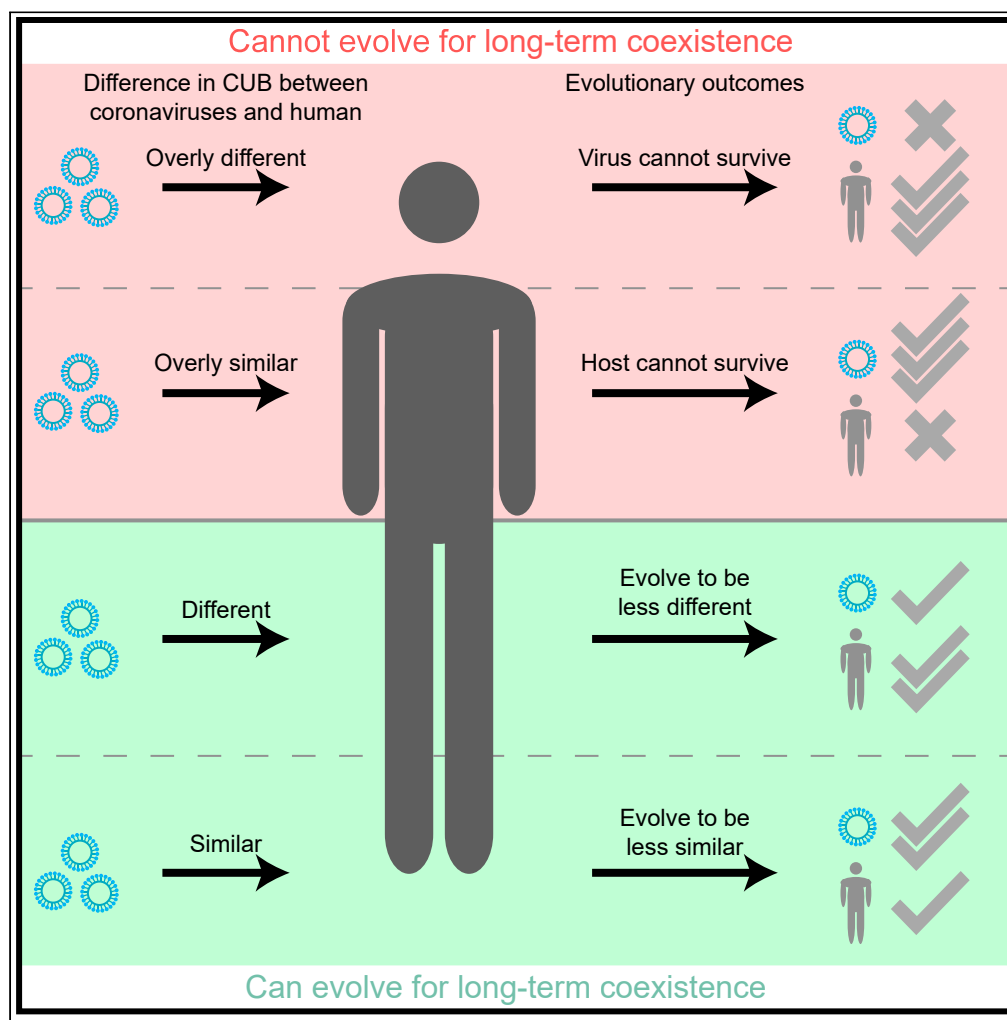 Cannot evolve for long-term coexistence
Difference in CUB between
coronaviruses and human
Evolutionary outcomes
Overly different
Virus cannot survive
Overly similar
Host cannot survive
Different
Evolve to be
less different
Similar
Evolve to be
less similar
Can evolve for long-term coexistence